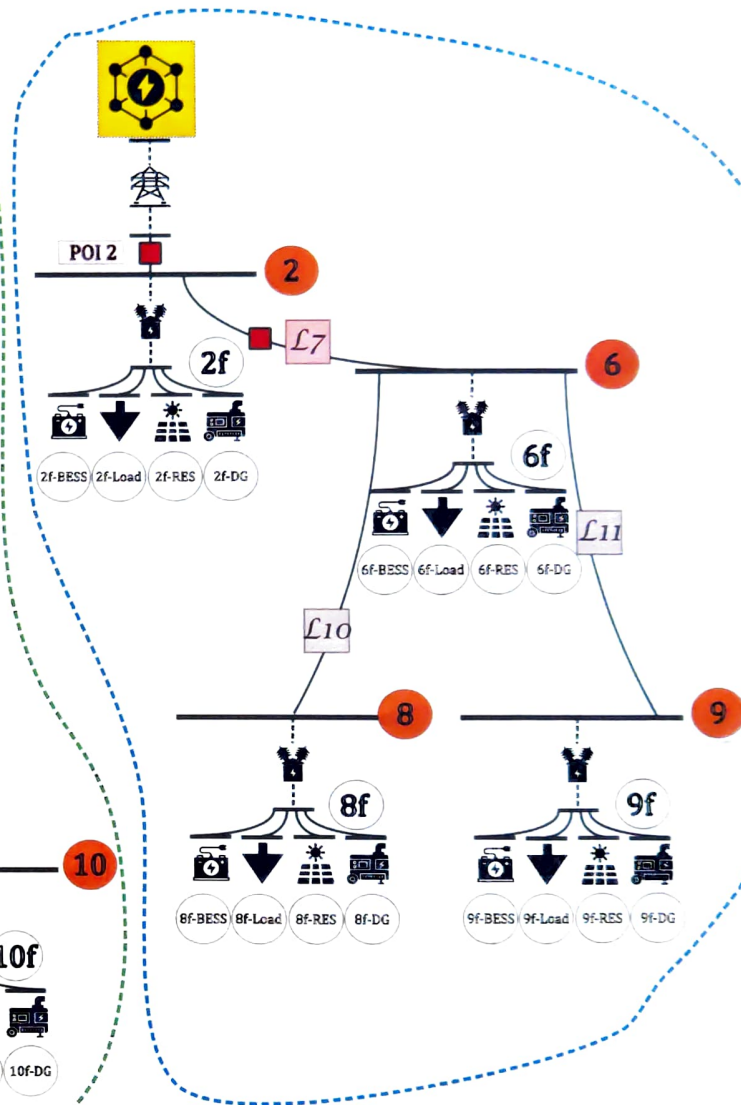 POI 2
2
L7
2f
6
2f-BESS 2f-Load 2f-RES 2f-DG
6f
L11
6f-BESS 6f-Load 6f-RES 6f-DG
L10
8
9
8f
9f
8f-BESS 8f-Load 8f-RES 8f-DG
9f-BESS 9f-Load 9f-RES 9f-DG
10
10f
10f-DG